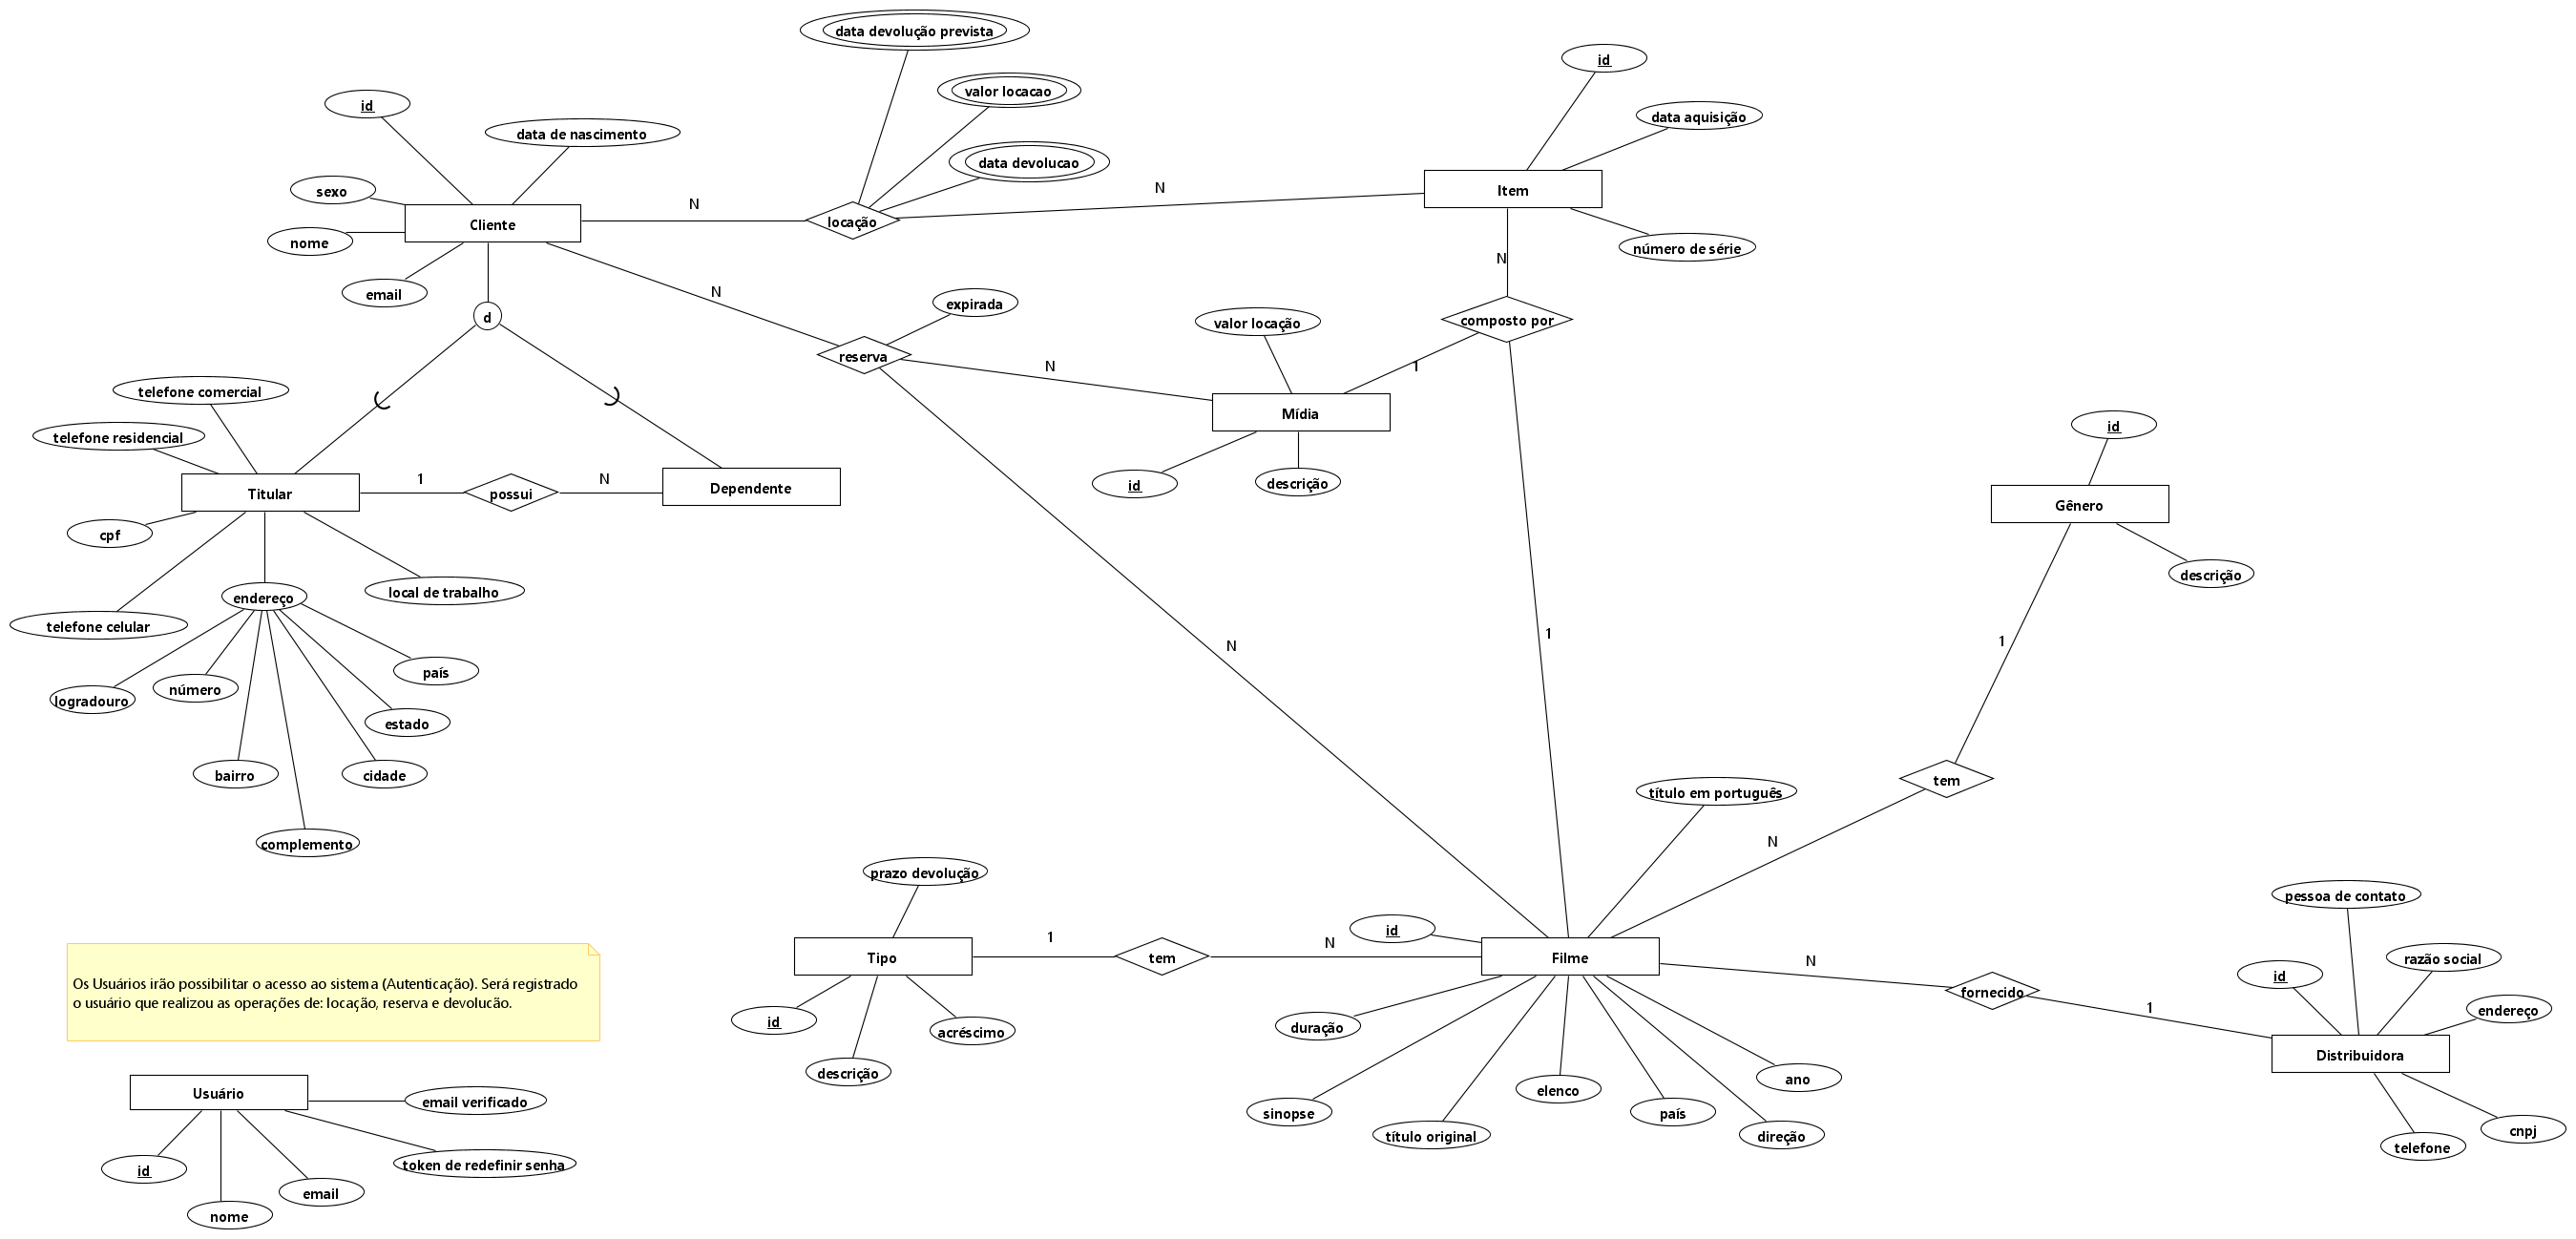 data devolução prevista
id
valor locacao
id
data aquisição
data de nascimento
data devolucao
sexo
Item
N
N
Cliente
locação
nome
número de série
N
email
N
expirada
d
valor locação
composto por
reserva
N
1
telefone comercial
Mídia
id
telefone residencial
1
N
id
descrição
Titular
possui
Dependente
Gênero
cpf
descrição
endereço
local de trabalho
telefone celular
1
N
1
país
número
logradouro
estado
bairro
cidade
tem
título em português
complemento
N
prazo devolução
pessoa de contato
id
1
N
Tipo
tem
Filme
razão social
N
id
Os Usuários irão possibilitar o acesso ao sistema (Autenticação). Será registrado
o usuário que realizou as operações de: locação, reserva e devolucão.
fornecido
1
endereço
id
acréscimo
duração
Distribuidora
descrição
ano
elenco
Usuário
email verificado
sinopse
país
título original
direção
cnpj
telefone
id
token de redefinir senha
email
nome